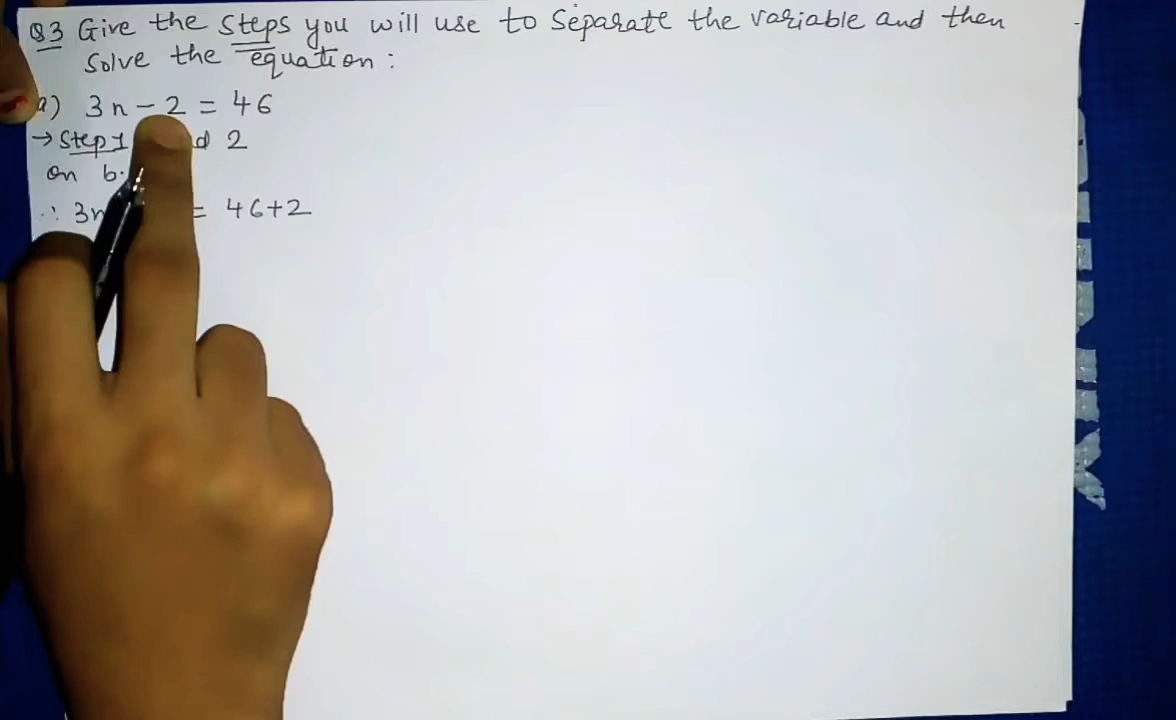 Q3 Give the steps you will use to separate the variable and then
solve the equation :
a) 3n - 2 = 46
→ Step 1 2
on
∴ = 46+2